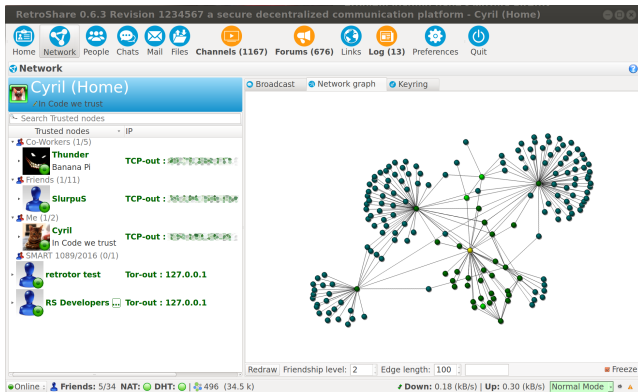 RetroShare 0.6.3 Revision 1234567 a secure decentralized communication platform - Cyril (Home)
Home Network People Chats Mail Files Channels (1167) Forums (676) Links Log (13) Preferences Quit
Network
Cyril (Home)
In Code we trust
Search Trusted nodes
Trusted nodes IP
Co-Workers (1/5)
Thunder
Banana Pi
TCP-out :
Friends (1/11)
SlurpuS TCP-out :
Me (1/2)
Cyril
In Code we trust
TCP-out :
SMART 1089/2016 (0/1)
retrotor test Tor-out : 127.0.0.1
RS Developers ... Tor-out : 127.0.0.1
Broadcast Network graph Keyring
Redraw Friendship level: 2 Edge length: 100 Freeze
Online : Friends: 5/34 NAT: DHT: | 496 (34.5 k) Down: 0.18 (kB/s) | Up: 0.30 (kB/s) Normal Mode